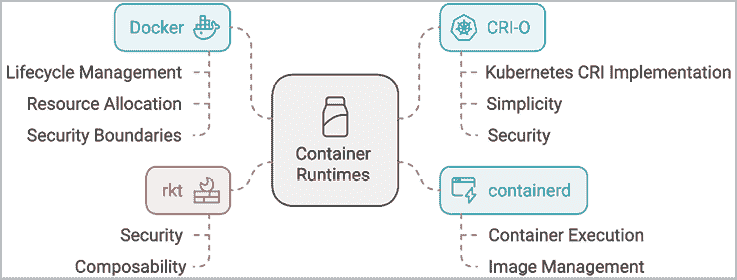 Docker
Lifecycle Management
Resource Allocation
Security Boundaries
rkt
Security
Composability
Container
Runtimes
CRI-O
Kubernetes CRI Implementation
Simplicity
Security
containerd
Container Execution
Image Management